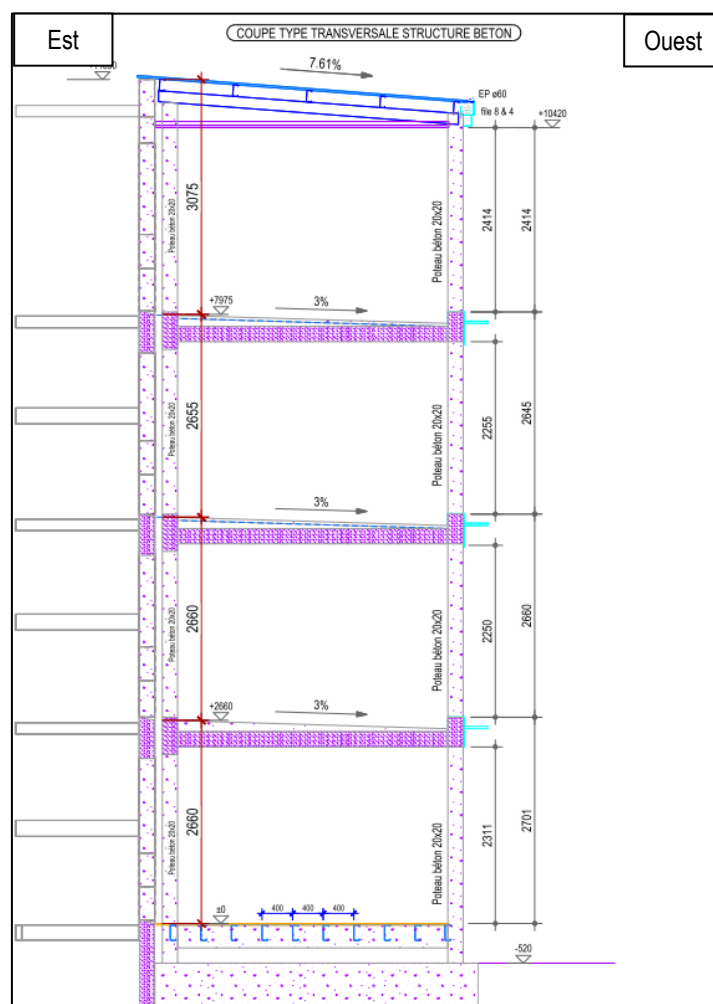 Est
COUPE TYPE TRANSVERSALE STRUCTURE BETON
Ouest
7.61%
EP ø60
file 8 & 4
+10420
3075
Poteau béton 20x20
Poteau béton 20x20
2414
2414
+7975
3%
2655
Poteau béton 20x20
Poteau béton 20x20
2255
2645
3%
2660
Poteau béton 20x20
Poteau béton 20x20
2250
2660
+2660
3%
2660
Poteau béton 20x20
Poteau béton 20x20
2311
2701
±0
400
400
400
-520